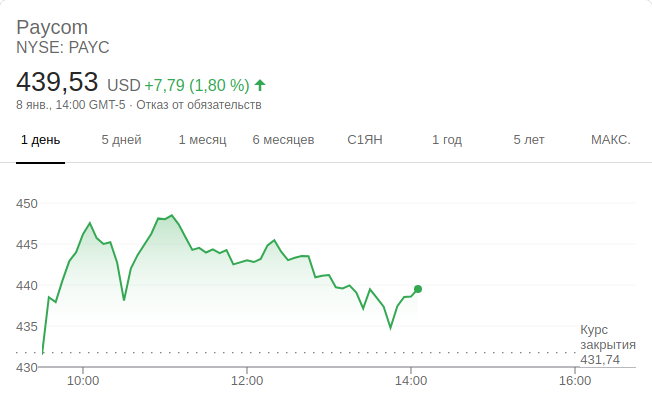 Paycom
NYSE: PAYC
439,53 USD +7,79 (1,80 %)
8 янв., 14:00 GMT-5 · Отказ от обязательств
1 день 5 дней 1 месяц 6 месяцев С1ЯН 1 год 5 лет МАКС.
450
445
440
435
Курс
закрытия
431,74
430
10:00 12:00 14:00 16:00